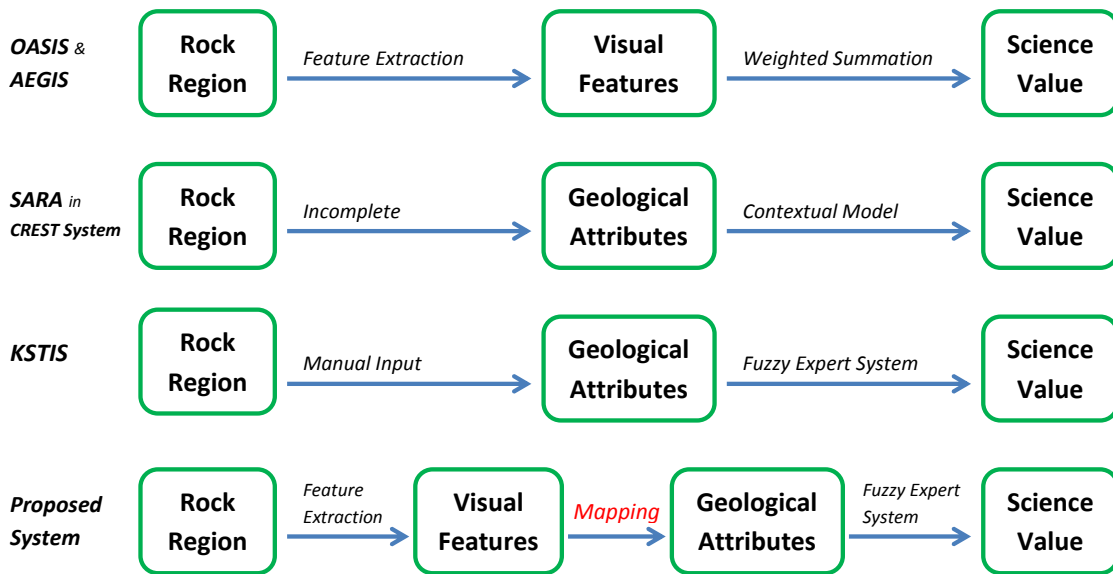 OASIS &
AEGIS
Rock
Region
Feature Extraction
Visual
Features
Weighted Summation
Science
Value
SARA in
CREST System
Rock
Region
Incomplete
Geological
Attributes
Contextual Model
Science
Value
KSTIS
Rock
Region
Manual Input
Geological
Attributes
Fuzzy Expert System
Science
Value
Proposed
System
Rock
Region
Feature
Extraction
Visual
Features
Mapping
Geological
Attributes
Fuzzy Expert
System
Science
Value